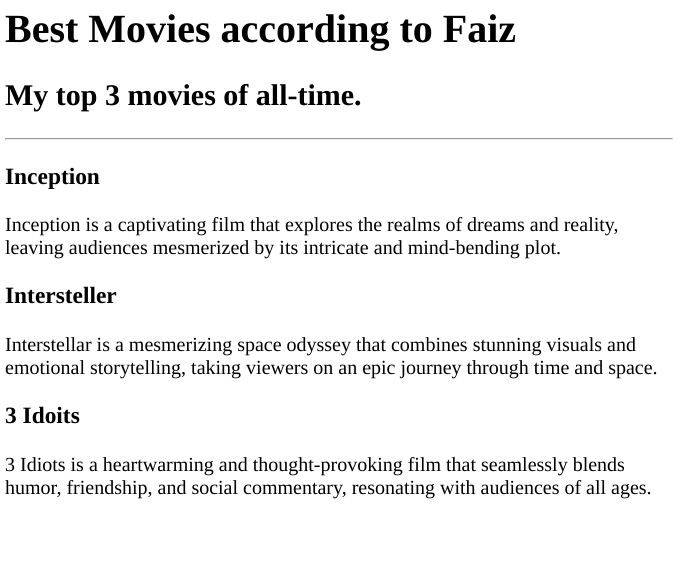 Best Movies according to Faiz
My top 3 movies of all-time.
Inception
Inception is a captivating film that explores the realms of dreams and reality,
leaving audiences mesmerized by its intricate and mind-bending plot.
Intersteller
Interstellar is a mesmerizing space odyssey that combines stunning visuals and
emotional storytelling, taking viewers on an epic journey through time and space.
3 Idoits
3 Idiots is a heartwarming and thought-provoking film that seamlessly blends
humor, friendship, and social commentary, resonating with audiences of all ages.